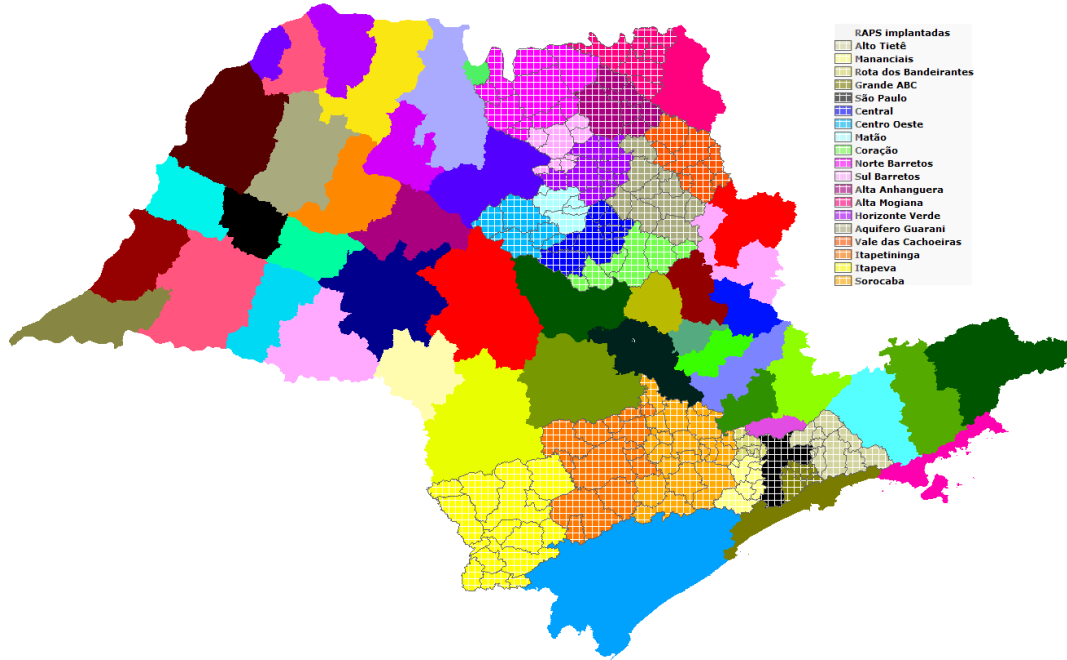 RAPS implantadas
Alto Tietê
Mananciais
Rota dos Bandeirantes
Grande ABC
São Paulo
Central
Centro Oeste
Matão
Coração
Norte Barretos
Sul Barretos
Alta Anhanguera
Alta Mogiana
Horizonte Verde
Aquifero Guarani
Vale das Cachoeiras
Itapetininga
Itapeva
Sorocaba